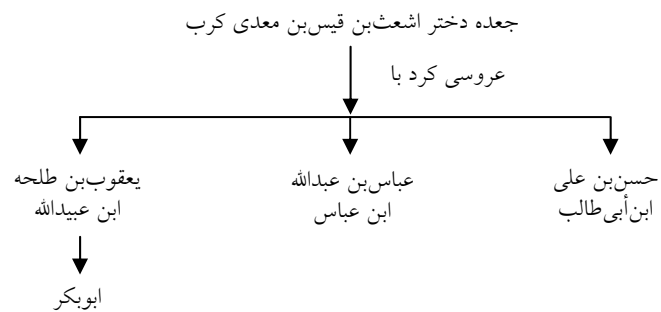 جعده دختر اشعث‌بن قیس‌بن معدی کرب
عروسی کرد با
حسن‌بن علی
ابن‌أبی‌طالب
عباس‌بن عبدالله
ابن عباس
یعقوب‌بن طلحه
ابن عبیدالله
ابوبکر